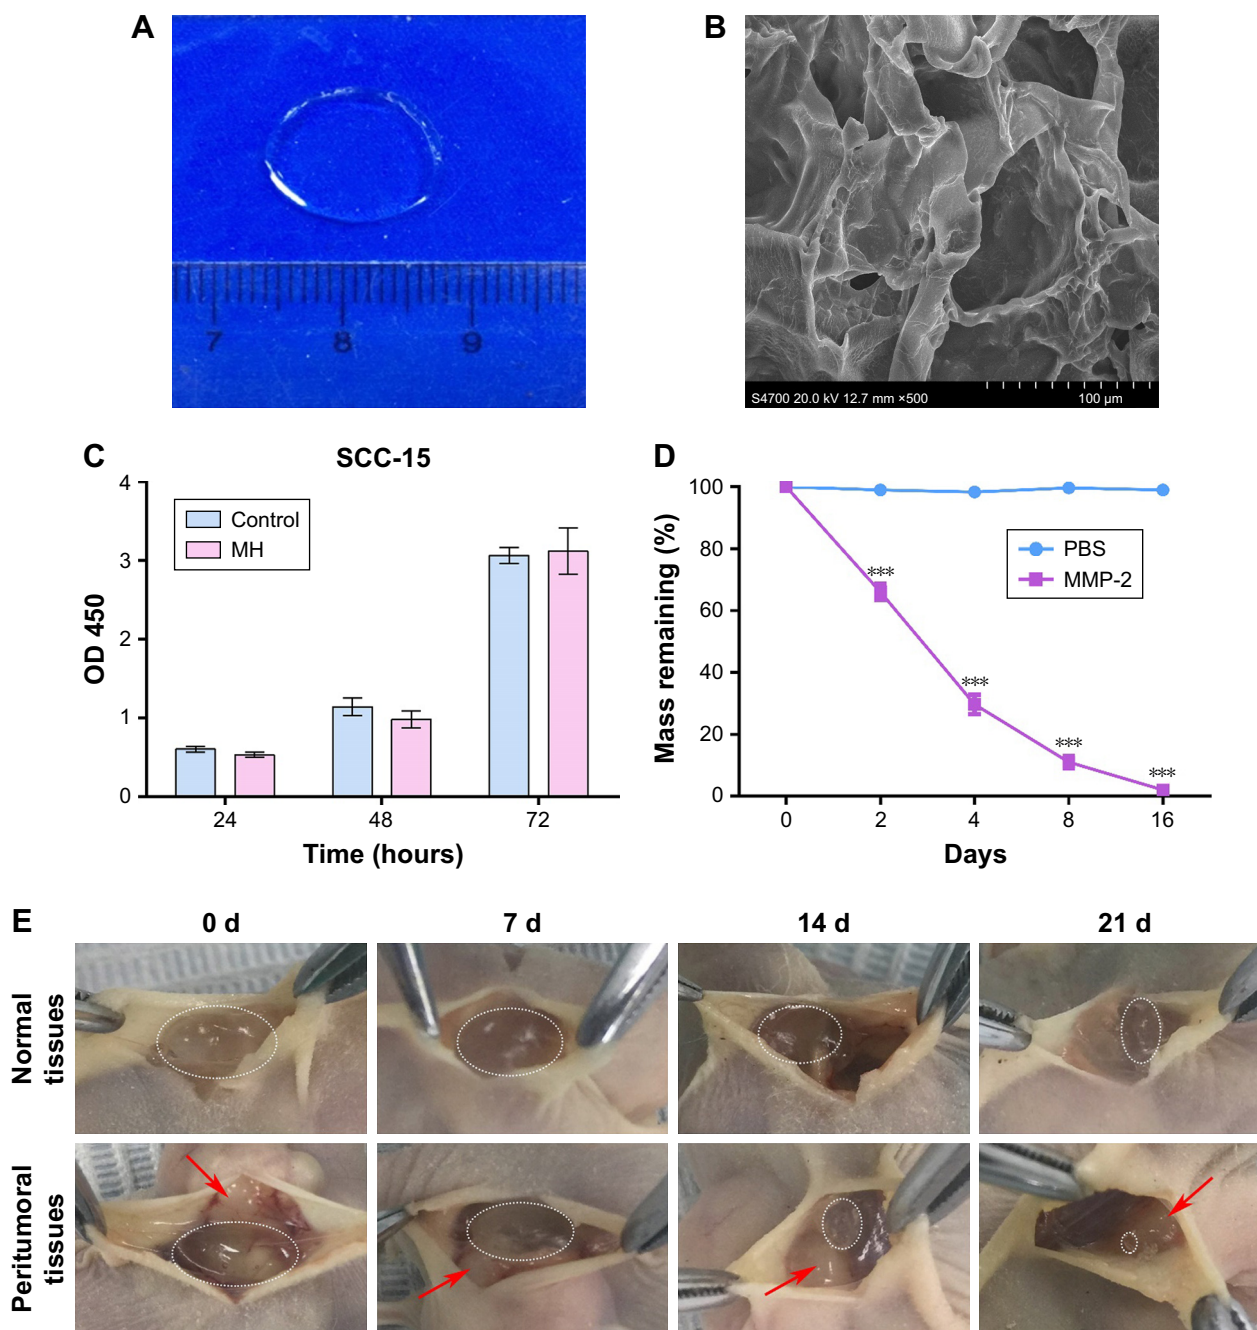 A
B
7 8 9
S4700 20.0 kV 12.7 mm ×500
100 µm
C
SCC-15
OD 450
4
3
2
1
0
Control
MH
24 48 72
Time (hours)
D
Mass remaining (%)
100
80
60
40
20
0
PBS
MMP-2
***
***
***
***
0 2 4 8 16
Days
E
0 d 7 d 14 d 21 d
Normal
tissues
Peritumoral
tissues